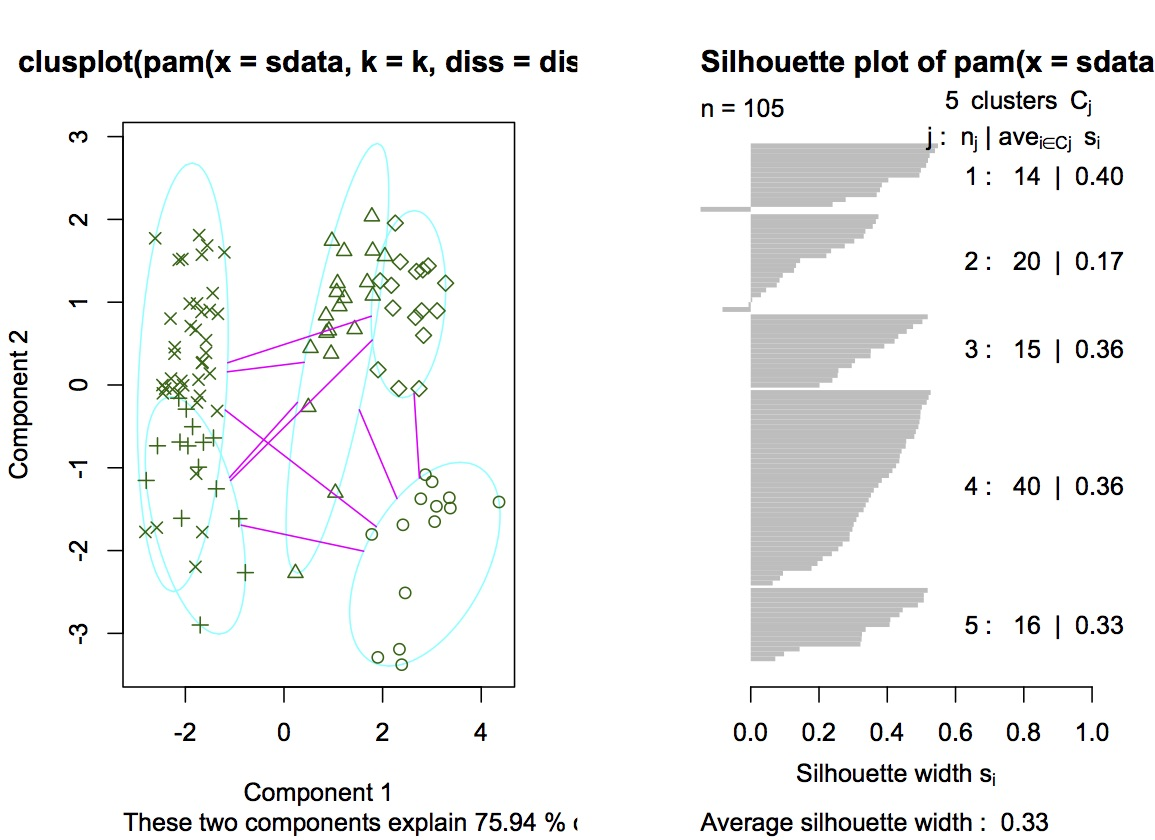 clusplot(pam(x = sdata, k = k, diss = dis
Component 2
3
2
1
0
-1
-2
-3
-2 0 2 4
Component 1
These two components explain 75.94 %
Silhouette plot of pam(x = sdata
n = 105
5 clusters Cj
j : nj | avei∈Cj si
1 : 14 | 0.40
2 : 20 | 0.17
3 : 15 | 0.36
4 : 40 | 0.36
5 : 16 | 0.33
0.0 0.2 0.4 0.6 0.8 1.0
Silhouette width si
Average silhouette width : 0.33